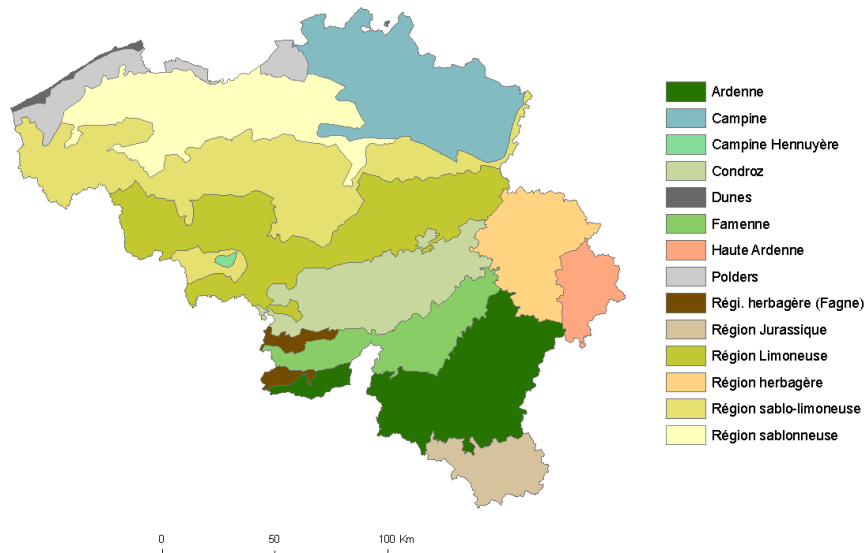 Ardenne
Campine
Campine Hennuyère
Condroz
Dunes
Famenne
Haute Ardenne
Polders
Régi. herbagère (Fagne)
Région Jurassique
Région Limoneuse
Région herbagère
Région sablo-limoneuse
Région sablonneuse
0 50 100 Km